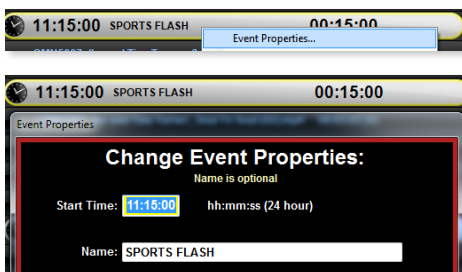 11:15:00 SPORTS FLASH 00:15:00
Event Properties...
11:15:00 SPORTS FLASH 00:15:00
Event Properties
Change Event Properties:
Name is optional
Start Time: 11:15:00 hh:mm:ss (24 hour)
Name: SPORTS FLASH